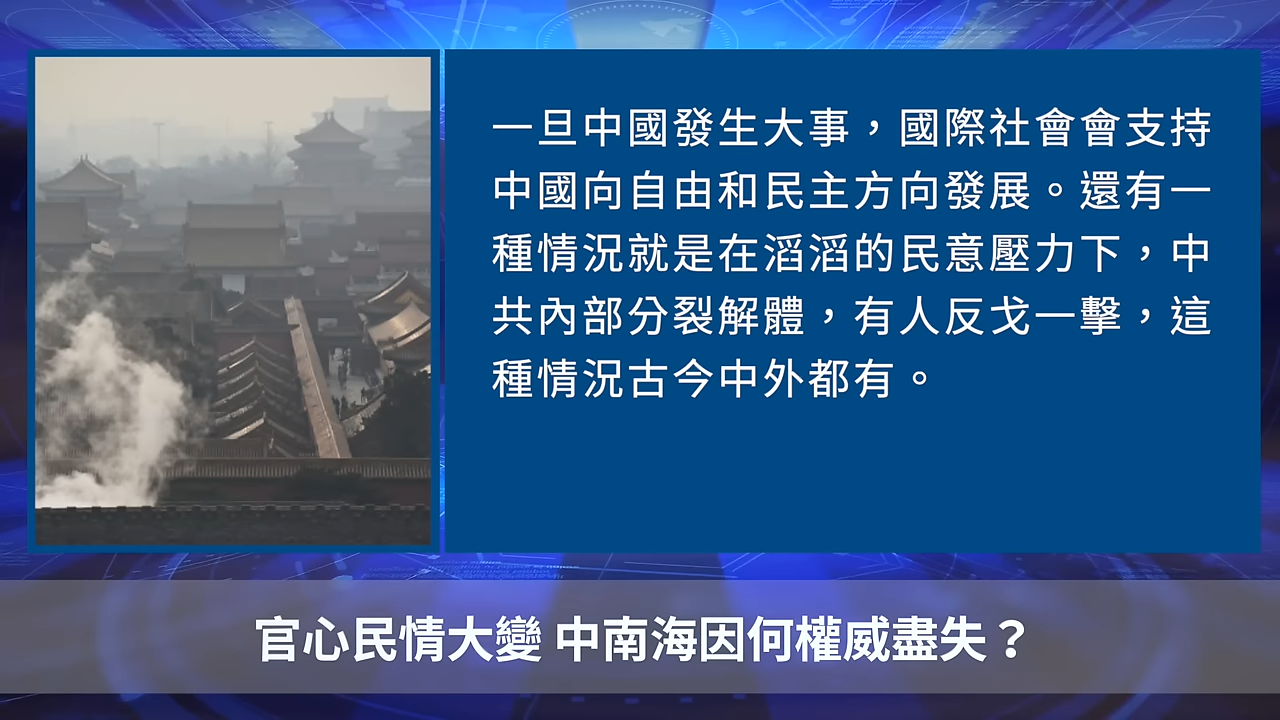 一旦中國發生大事，國際社會會支持
中國向自由和民主方向發展。還有一
種情況就是在滔滔的民意壓力下，中
共內部分裂解體，有人反戈一擊，這
種情況古今中外都有。
官心民情大變 中南海因何權威盡失？